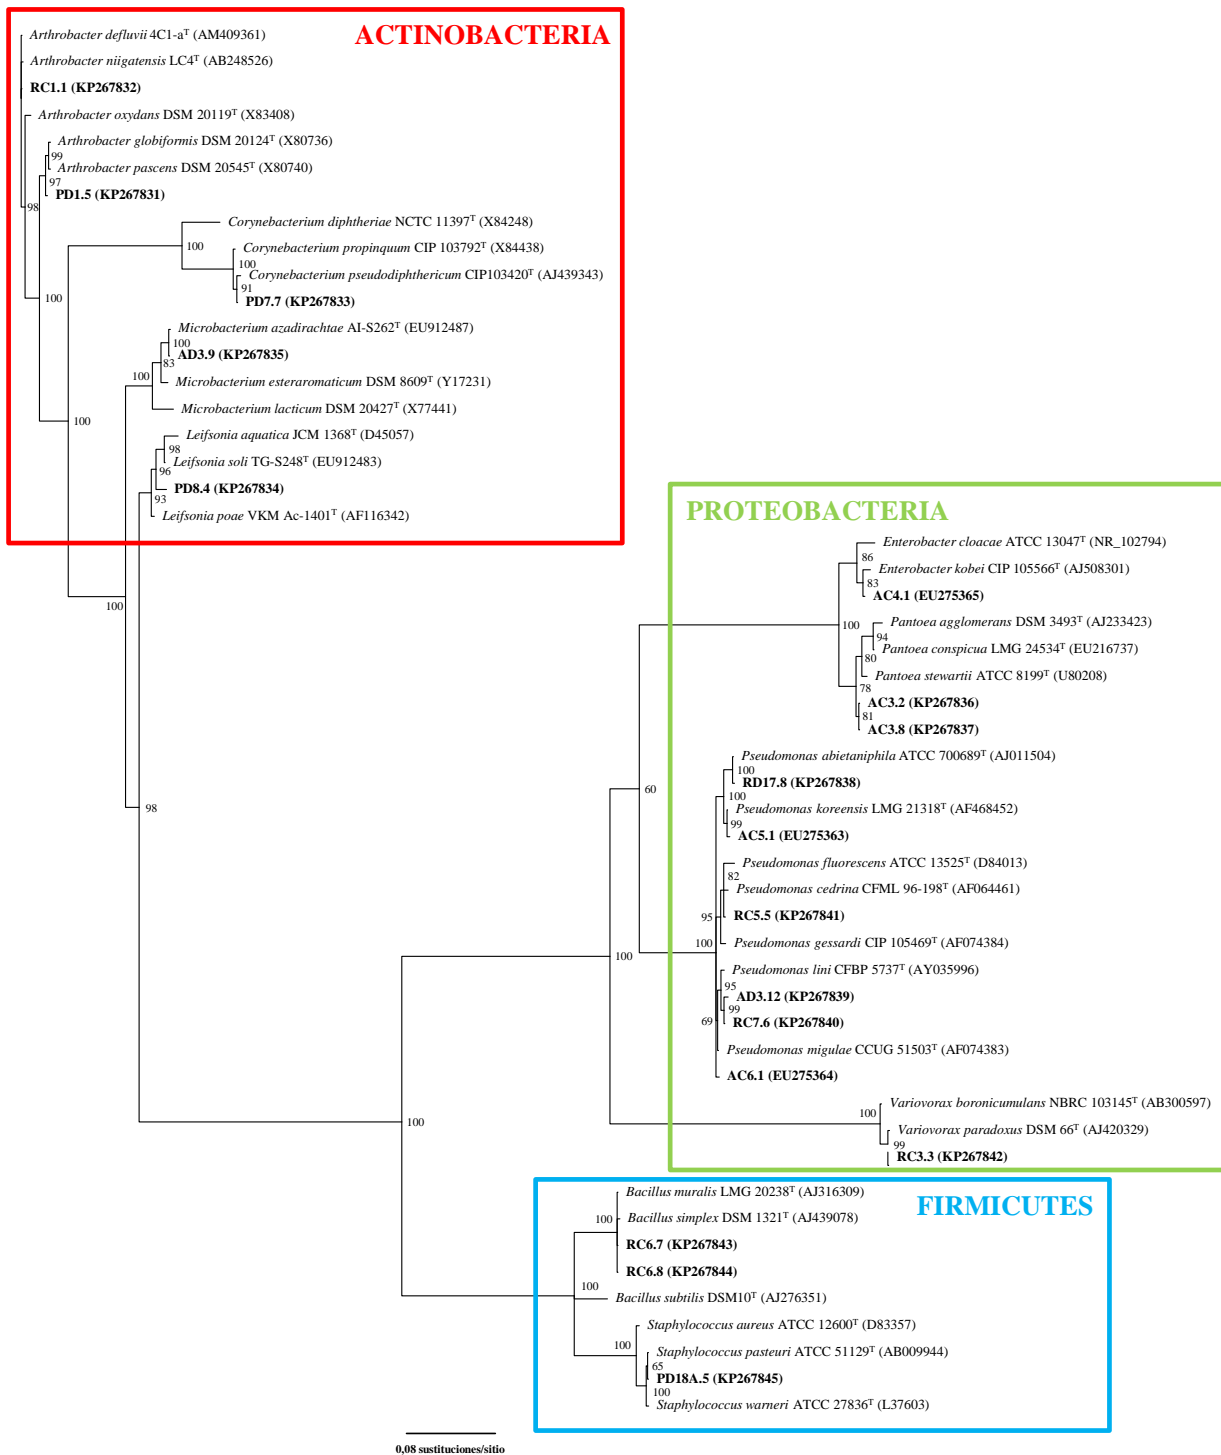 ACTINOBACTERIA
Arthrobacter defluvii 4C1-aᵀ (AM409361)
Arthrobacter niigatensis LC4ᵀ (AB248526)
RC1.1 (KP267832)
Arthrobacter oxydans DSM 20119ᵀ (X83408)
Arthrobacter globiformis DSM 20124ᵀ (X80736)
99
Arthrobacter pascens DSM 20545ᵀ (X80740)
97
PD1.5 (KP267831)
98
Corynebacterium diphtheriae NCTC 11397ᵀ (X84248)
100
Corynebacterium propinquum CIP 103792ᵀ (X84438)
100
Corynebacterium pseudodiphthericum CIP103420ᵀ (AJ439343)
91
PD7.7 (KP267833)
100
Microbacterium azadirachtae AI-S262ᵀ (EU912487)
100
AD3.9 (KP267835)
83
100
Microbacterium esteraromaticum DSM 8609ᵀ (Y17231)
Microbacterium lacticum DSM 20427ᵀ (X77441)
100
Leifsonia aquatica JCM 1368ᵀ (D45057)
98
Leifsonia soli TG-S248ᵀ (EU912483)
96
PD8.4 (KP267834)
93
Leifsonia poae VKM Ac-1401ᵀ (AF116342)
100
98
PROTEOBACTERIA
Enterobacter cloacae ATCC 13047ᵀ (NR_102794)
86
Enterobacter kobei CIP 105566ᵀ (AJ508301)
83
AC4.1 (EU275365)
100
Pantoea agglomerans DSM 3493ᵀ (AJ233423)
94
Pantoea conspicua LMG 24534ᵀ (EU216737)
80
Pantoea stewartii ATCC 8199ᵀ (U80208)
78
AC3.2 (KP267836)
81
AC3.8 (KP267837)
Pseudomonas abietaniphila ATCC 700689ᵀ (AJ011504)
100
RD17.8 (KP267838)
60
100
Pseudomonas koreensis LMG 21318ᵀ (AF468452)
99
AC5.1 (EU275363)
Pseudomonas fluorescens ATCC 13525ᵀ (D84013)
82
Pseudomonas cedrina CFML 96-198ᵀ (AF064461)
95
RC5.5 (KP267841)
100
Pseudomonas gessardi CIP 105469ᵀ (AF074384)
100
Pseudomonas lini CFBP 5737ᵀ (AY035996)
95
AD3.12 (KP267839)
99
RC7.6 (KP267840)
69
Pseudomonas migulae CCUG 51503ᵀ (AF074383)
AC6.1 (EU275364)
Variovorax boronicumulans NBRC 103145ᵀ (AB300597)
100
Variovorax paradoxus DSM 66ᵀ (AJ420329)
99
RC3.3 (KP267842)
100
FIRMICUTES
Bacillus muralis LMG 20238ᵀ (AJ316309)
100
Bacillus simplex DSM 1321ᵀ (AJ439078)
RC6.7 (KP267843)
RC6.8 (KP267844)
100
Bacillus subtilis DSM10ᵀ (AJ276351)
Staphylococcus aureus ATCC 12600ᵀ (D83357)
100
Staphylococcus pasteuri ATCC 51129ᵀ (AB009944)
65
PD18A.5 (KP267845)
100
Staphylococcus warneri ATCC 27836ᵀ (L37603)
0,08 sustituciones/sitio